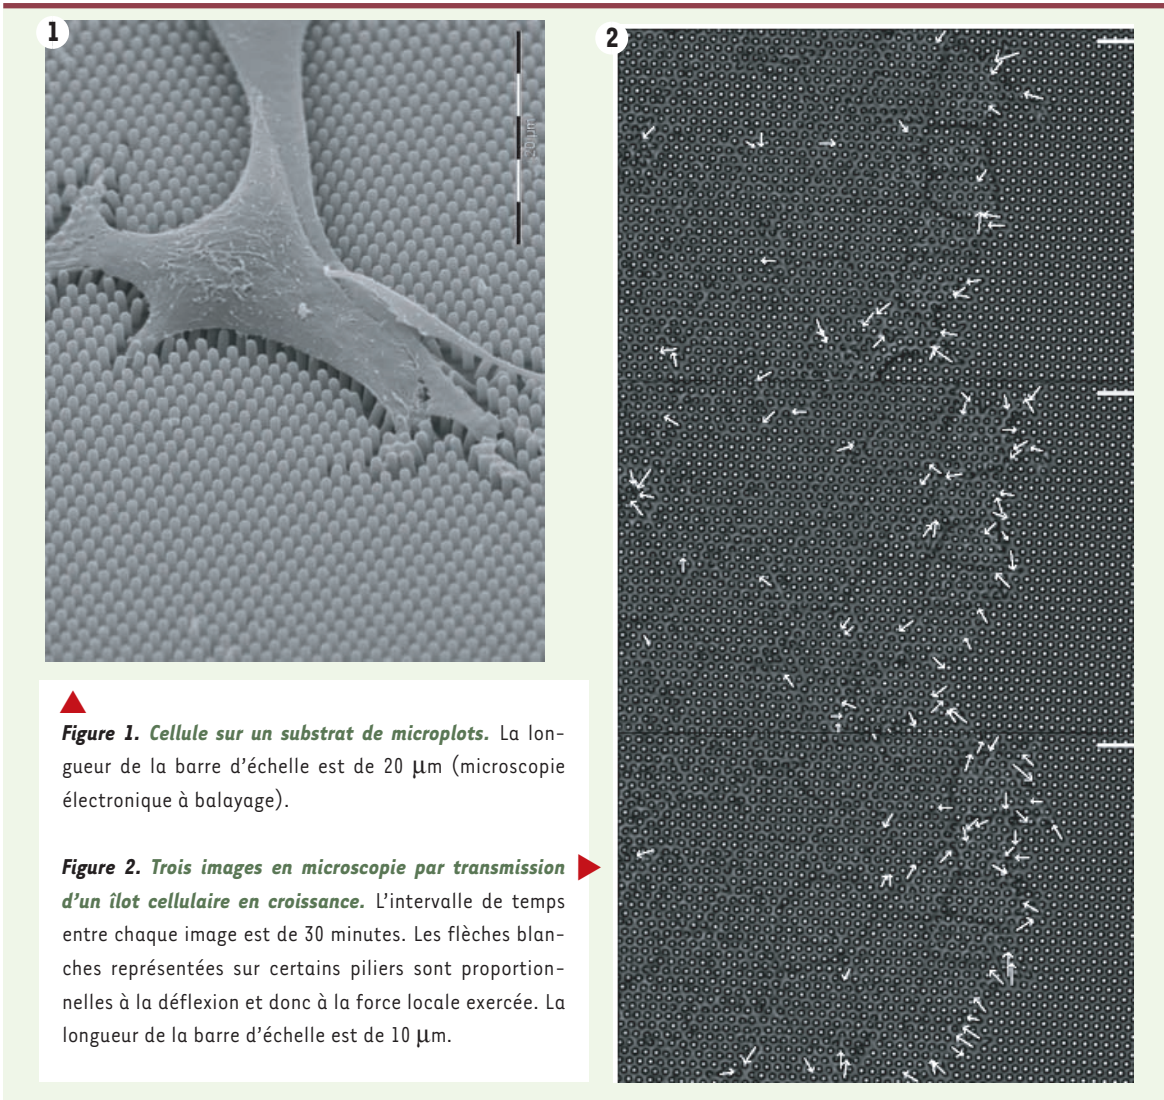 1
2
20 µm
Figure 1. Cellule sur un substrat de microplots. La lon-
gueur de la barre d'échelle est de 20 µm (microscopie
électronique à balayage).
Figure 2. Trois images en microscopie par transmission
d'un îlot cellulaire en croissance. L'intervalle de temps
entre chaque image est de 30 minutes. Les flèches blan-
ches représentées sur certains piliers sont proportion-
nelles à la déflexion et donc à la force locale exercée. La
longueur de la barre d'échelle est de 10 µm.